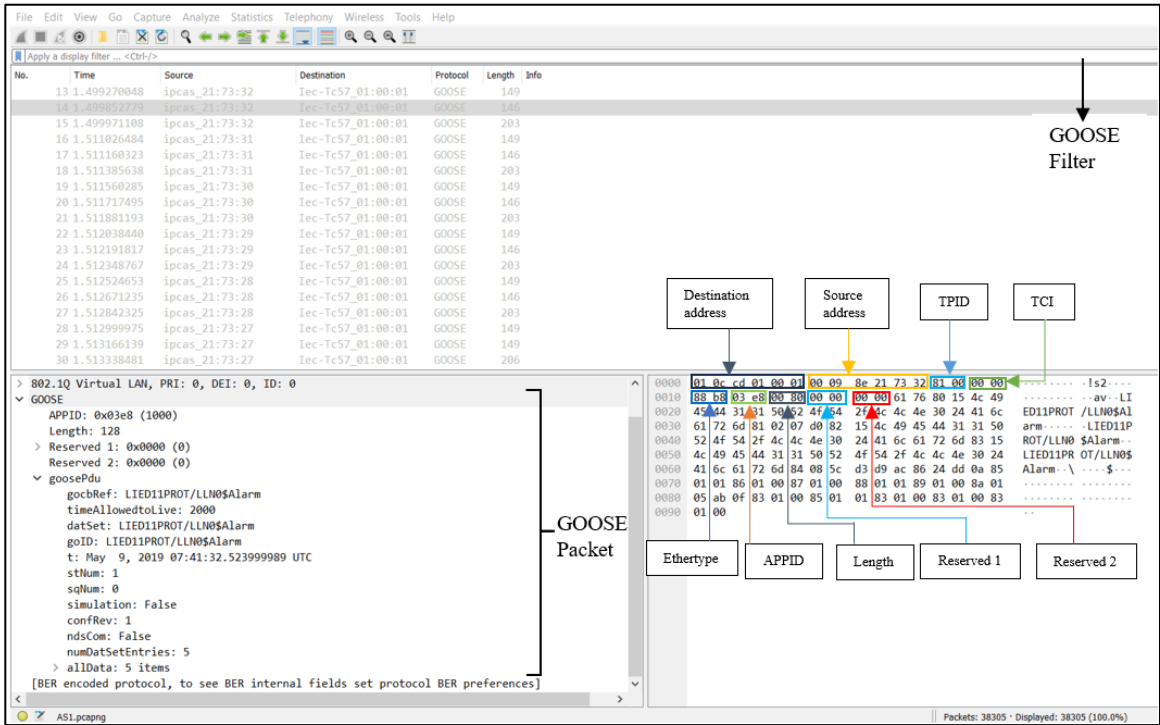 File Edit View Go Capture Analyze Statistics Telephony Wireless Tools Help
Apply a display filter ... <Ctrl-/>
No. Time Source Destination Protocol Length Info
13 1.499270048 ipcas_21:73:32 Iec-Tc57_01:00:01 GOOSE 149
14 1.499852779 ipcas_21:73:32 Iec-Tc57_01:00:01 GOOSE 146
15 1.499971108 ipcas_21:73:32 Iec-Tc57_01:00:01 GOOSE 203
16 1.511026484 ipcas_21:73:31 Iec-Tc57_01:00:01 GOOSE 149
17 1.511160323 ipcas_21:73:31 Iec-Tc57_01:00:01 GOOSE 146
18 1.511385638 ipcas_21:73:31 Iec-Tc57_01:00:01 GOOSE 203
19 1.511560285 ipcas_21:73:30 Iec-Tc57_01:00:01 GOOSE 149
20 1.511717495 ipcas_21:73:30 Iec-Tc57_01:00:01 GOOSE 146
21 1.511881193 ipcas_21:73:30 Iec-Tc57_01:00:01 GOOSE 203
22 1.512038440 ipcas_21:73:29 Iec-Tc57_01:00:01 GOOSE 149
23 1.512191817 ipcas_21:73:29 Iec-Tc57_01:00:01 GOOSE 146
24 1.512348767 ipcas_21:73:29 Iec-Tc57_01:00:01 GOOSE 203
25 1.512524653 ipcas_21:73:28 Iec-Tc57_01:00:01 GOOSE 149
26 1.512671235 ipcas_21:73:28 Iec-Tc57_01:00:01 GOOSE 146
27 1.512842325 ipcas_21:73:28 Iec-Tc57_01:00:01 GOOSE 203
28 1.512999975 ipcas_21:73:27 Iec-Tc57_01:00:01 GOOSE 149
29 1.513166139 ipcas_21:73:27 Iec-Tc57_01:00:01 GOOSE 149
30 1.513338481 ipcas_21:73:27 Iec-Tc57_01:00:01 GOOSE 206
GOOSE
Filter
Destination
address
Source
address
TPID
TCI
> 802.1Q Virtual LAN, PRI: 0, DEI: 0, ID: 0
GOOSE
APPID: 0x03e8 (1000)
Length: 128
> Reserved 1: 0x0000 (0)
Reserved 2: 0x0000 (0)
goosePdu
gocbRef: LIED11PROT/LLN0$Alarm
timeAllowedtoLive: 2000
datSet: LIED11PROT/LLN0$Alarm
goID: LIED11PROT/LLN0$Alarm
t: May 9, 2019 07:41:32.523999989 UTC
stNum: 1
sqNum: 0
simulation: False
confRev: 1
ndsCom: False
numDatSetEntries: 5
> allData: 5 items
[BER encoded protocol, to see BER internal fields set protocol BER preferences]
GOOSE
Packet
0000 01 0c cd 01 00 01 00 09 8e 21 73 32 81 00 00 00 ········ ·!s2····
0010 88 b8 03 e8 00 80 00 00 00 00 61 76 80 15 4c 49 ········ ··av··LI
0020 45 44 31 31 50 52 4f 54 2f 4c 4c 4e 30 24 41 6c ED11PROT /LLN0$Al
0030 61 72 6d 81 02 07 d0 82 15 4c 49 45 44 31 31 50 arm····· ·LIED11P
0040 52 4f 54 2f 4c 4c 4e 30 24 41 6c 61 72 6d 83 15 ROT/LLN0 $Alarm··
0050 4c 49 45 44 31 31 50 52 4f 54 2f 4c 4c 4e 30 24 LIED11PR OT/LLN0$
0060 41 6c 61 72 6d 84 08 5c d3 d9 ac 86 24 dd 0a 85 Alarm··\ ····$···
0070 01 01 86 01 00 87 01 00 88 01 01 89 01 00 8a 01 ········ ········
0080 05 ab 0f 83 01 00 85 01 01 83 01 00 83 01 00 83 ········ ········
0090 01 00 ··
Ethertype
APPID
Length
Reserved 1
Reserved 2
AS1.pcapng
Packets: 38305 · Displayed: 38305 (100.0%)